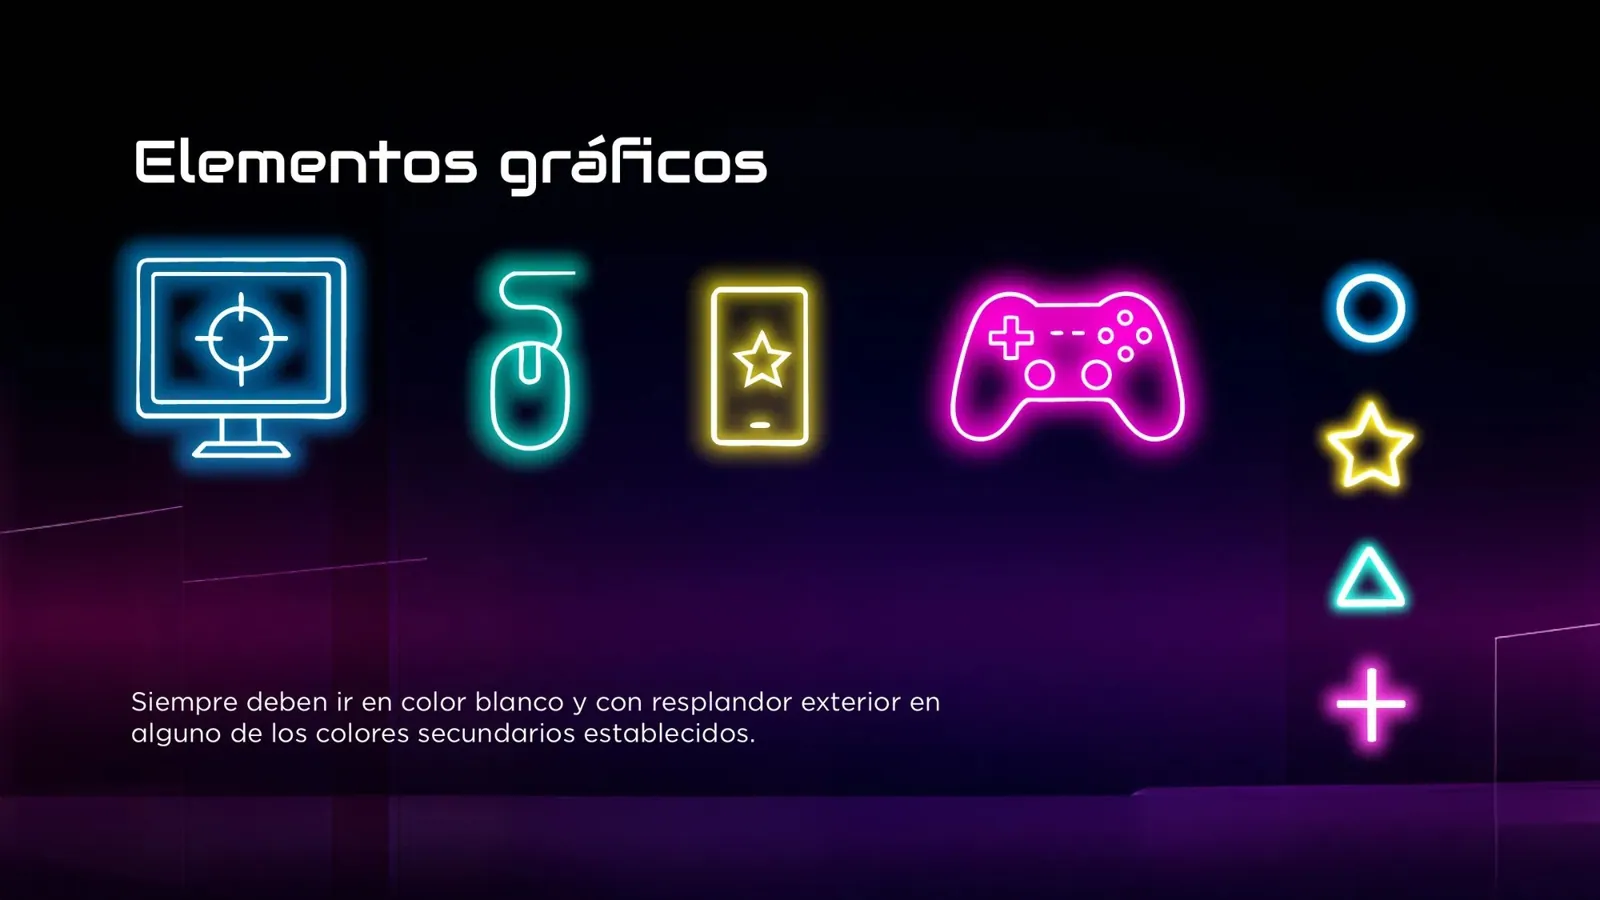 Elementos gráficos
Siempre deben ir en color blanco y con resplandor exterior en
alguno de los colores secundarios establecidos.